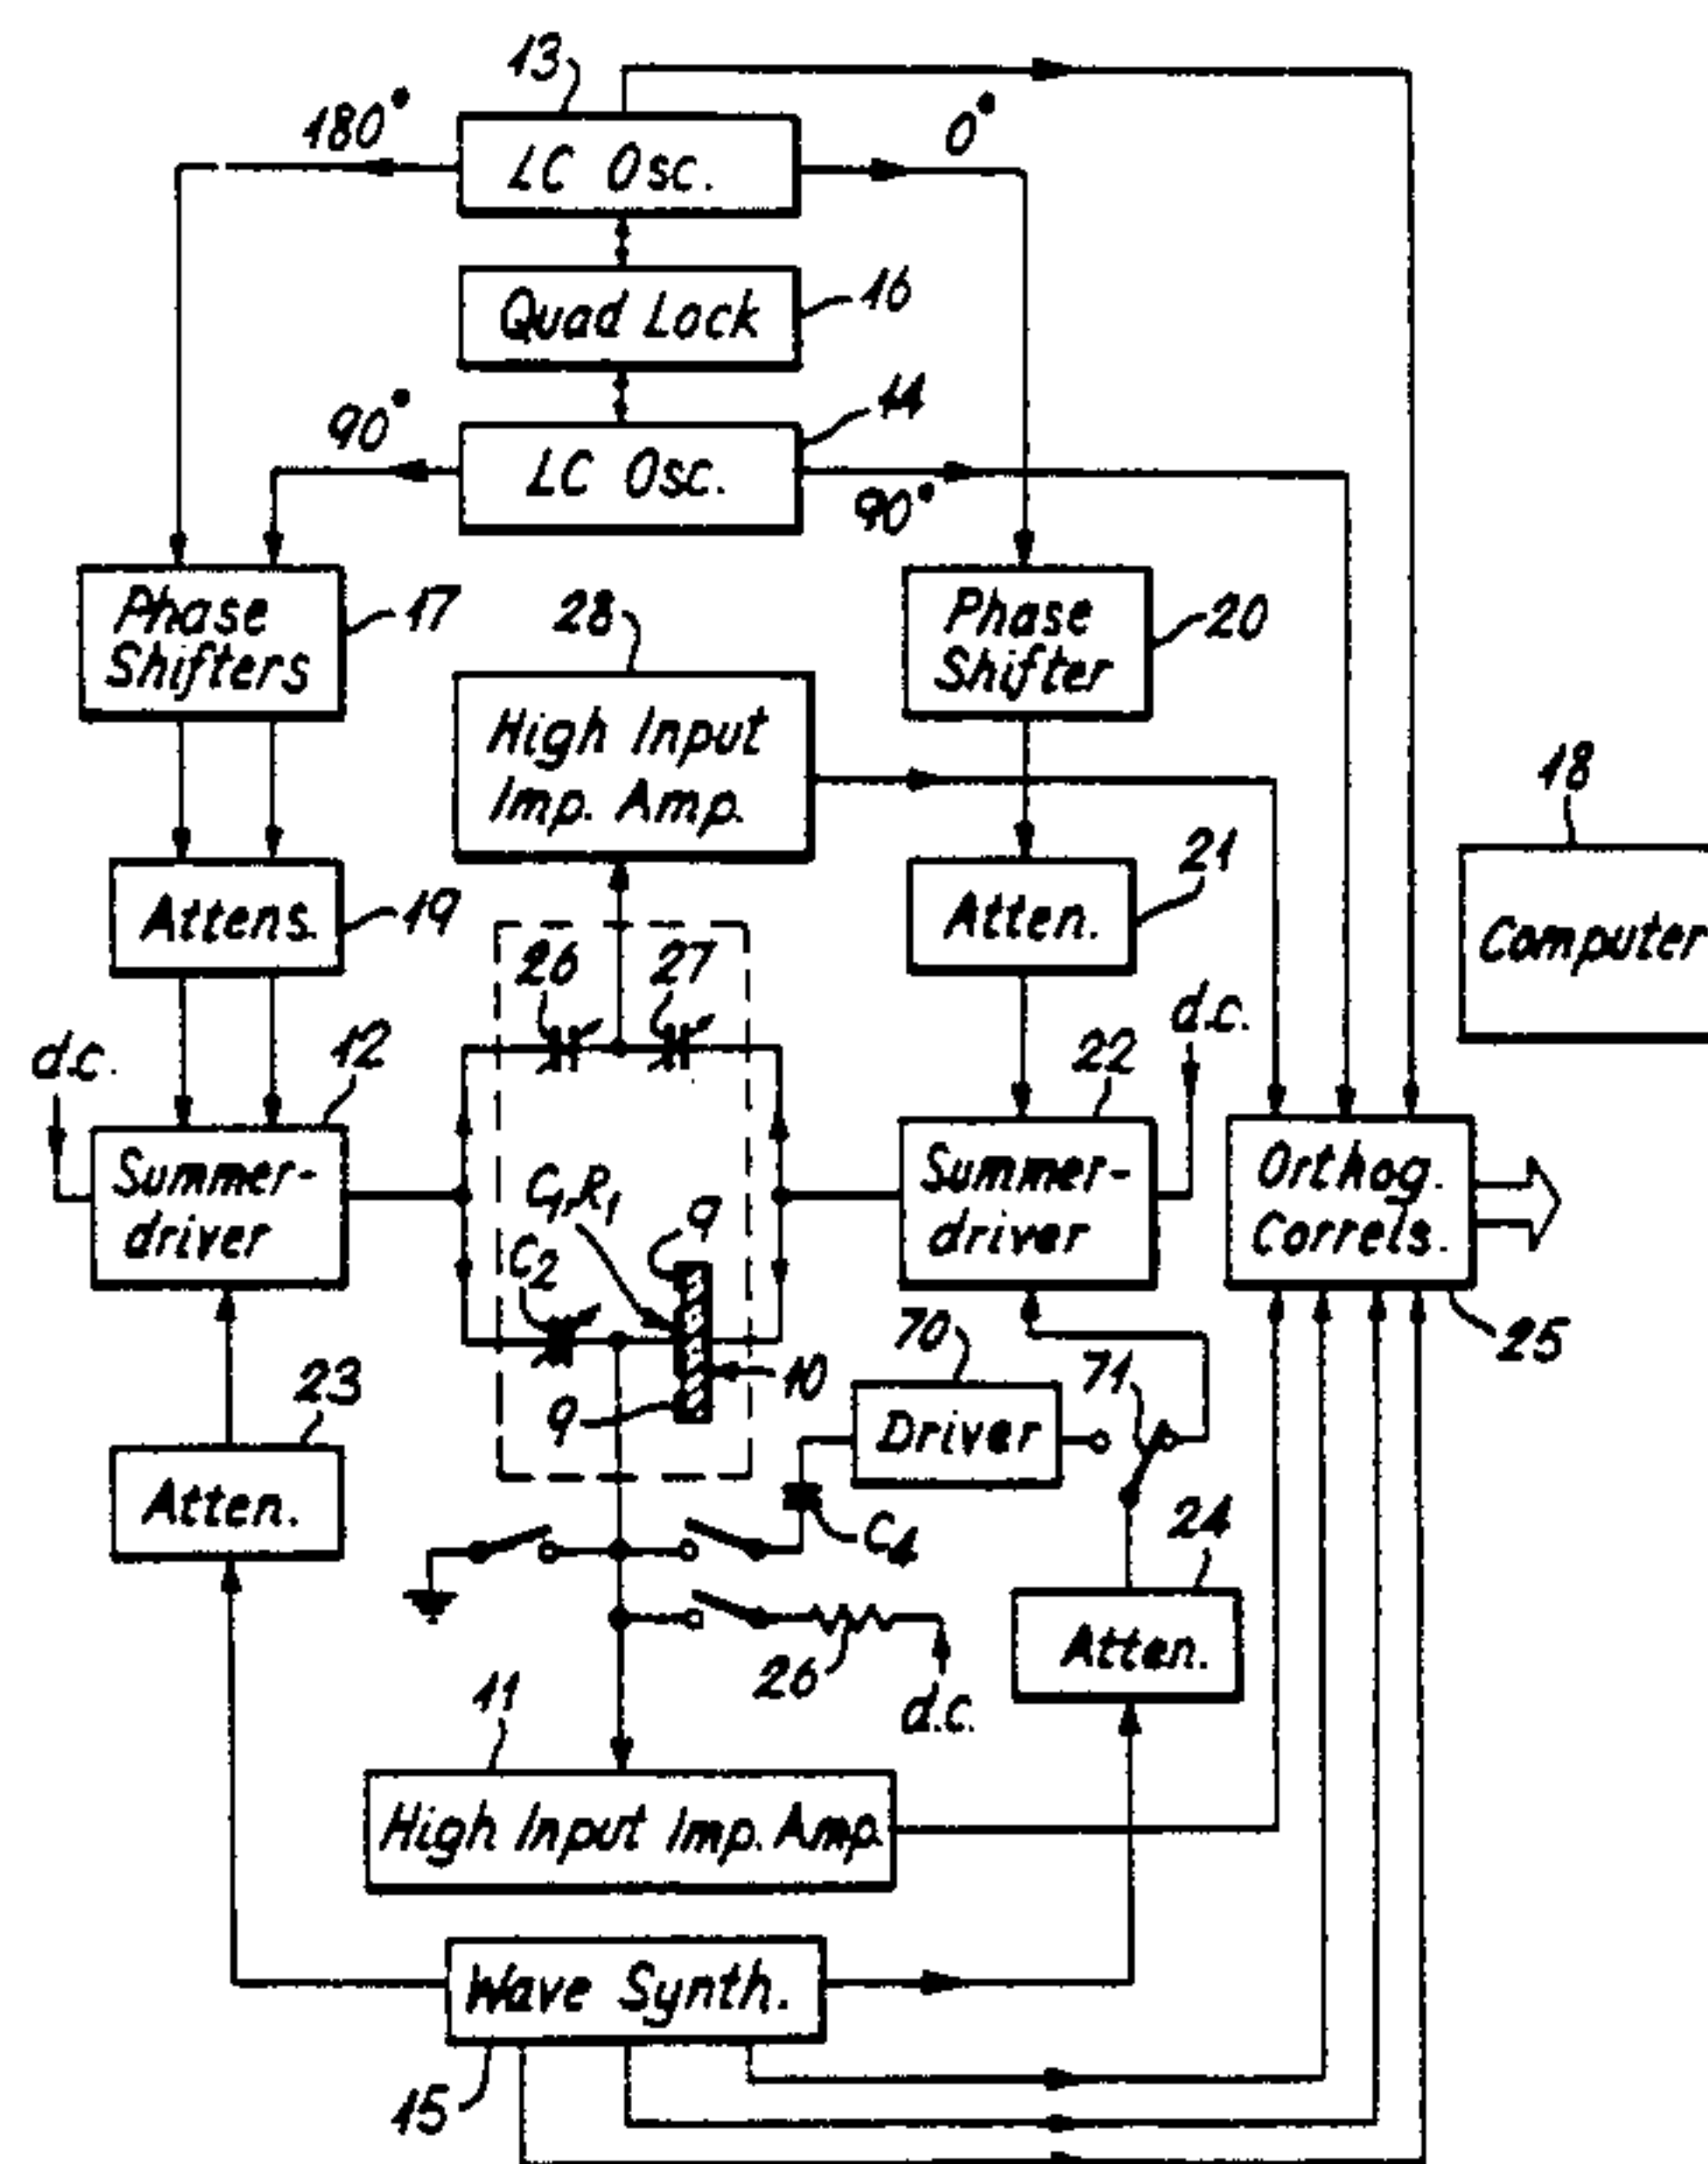 13
180°
0°
LC Osc.
Quad Lock
16
14
90°
LC Osc.
90°
Phase
Shifters
17
28
Phase
Shifter
20
High Input
Imp. Amp.
18
21
Attens.
19
Atten.
Computer
26
27
d.c.
d.c.
12
22
Summer-
driver
C1R1
9
Summer-
driver
Orthog.
Correls.
C2
70
25
23
71
10
9
Driver
Atten.
C4
24
26
Atten.
d.c.
11
High Input Imp. Amp.
Wave Synth.
15